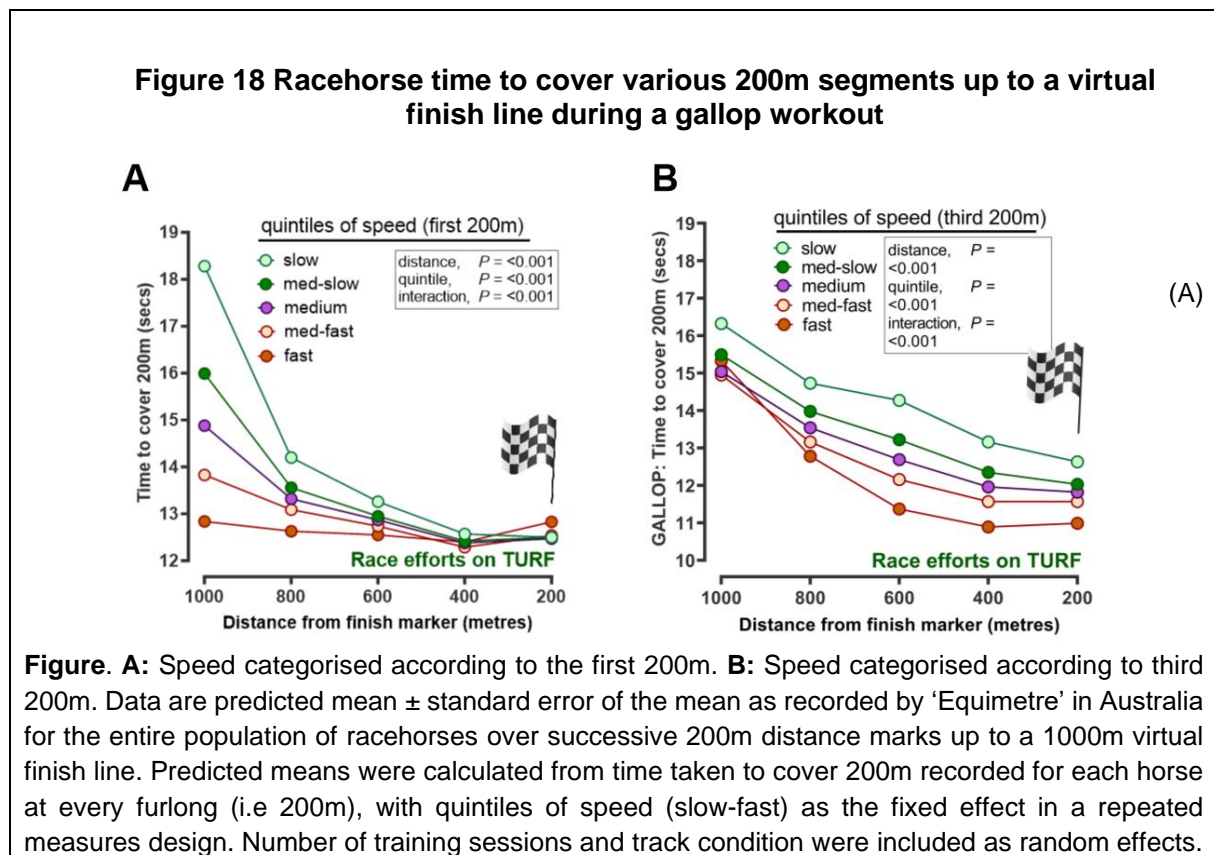 Figure 18 Racehorse time to cover various 200m segments up to a virtual
finish line during a gallop workout
A
quintiles of speed (first 200m)
slow
med-slow
medium
med-fast
fast
distance, P = <0.001
quintile, P = <0.001
interaction, P = <0.001
Time to cover 200m (secs)
19
18
17
16
15
14
13
12
Race efforts on TURF
1000 800 600 400 200
Distance from finish marker (metres)
B
quintiles of speed (third 200m)
slow
med-slow
medium
med-fast
fast
distance, P =
<0.001
quintile, P =
<0.001
interaction, P =
<0.001
GALLOP: Time to cover 200m (secs)
19
18
17
16
15
14
13
12
11
10
Race efforts on TURF
1000 800 600 400 200
Distance from finish marker (metres)
(A)
Figure. A: Speed categorised according to the first 200m. B: Speed categorised according to third
200m. Data are predicted mean ± standard error of the mean as recorded by ‘Equimetre’ in Australia
for the entire population of racehorses over successive 200m distance marks up to a 1000m virtual
finish line. Predicted means were calculated from time taken to cover 200m recorded for each horse
at every furlong (i.e 200m), with quintiles of speed (slow-fast) as the fixed effect in a repeated
measures design. Number of training sessions and track condition were included as random effects.